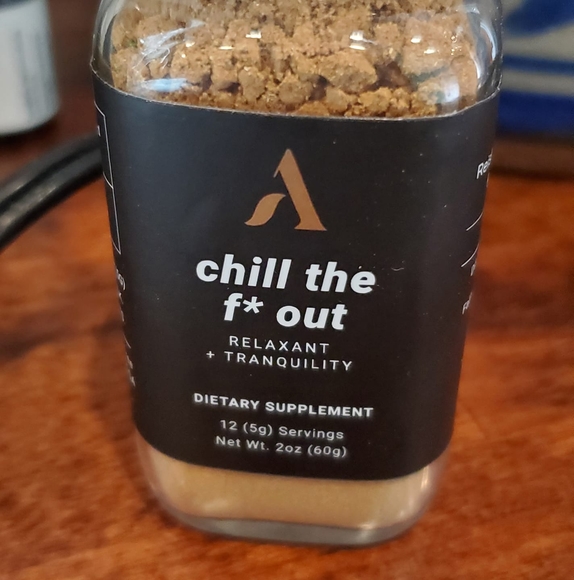 chill the
f* out
RELAXANT
+ TRANQUILITY
DIETARY SUPPLEMENT
12 (5g) Servings
Net Wt. 2oz (60g)